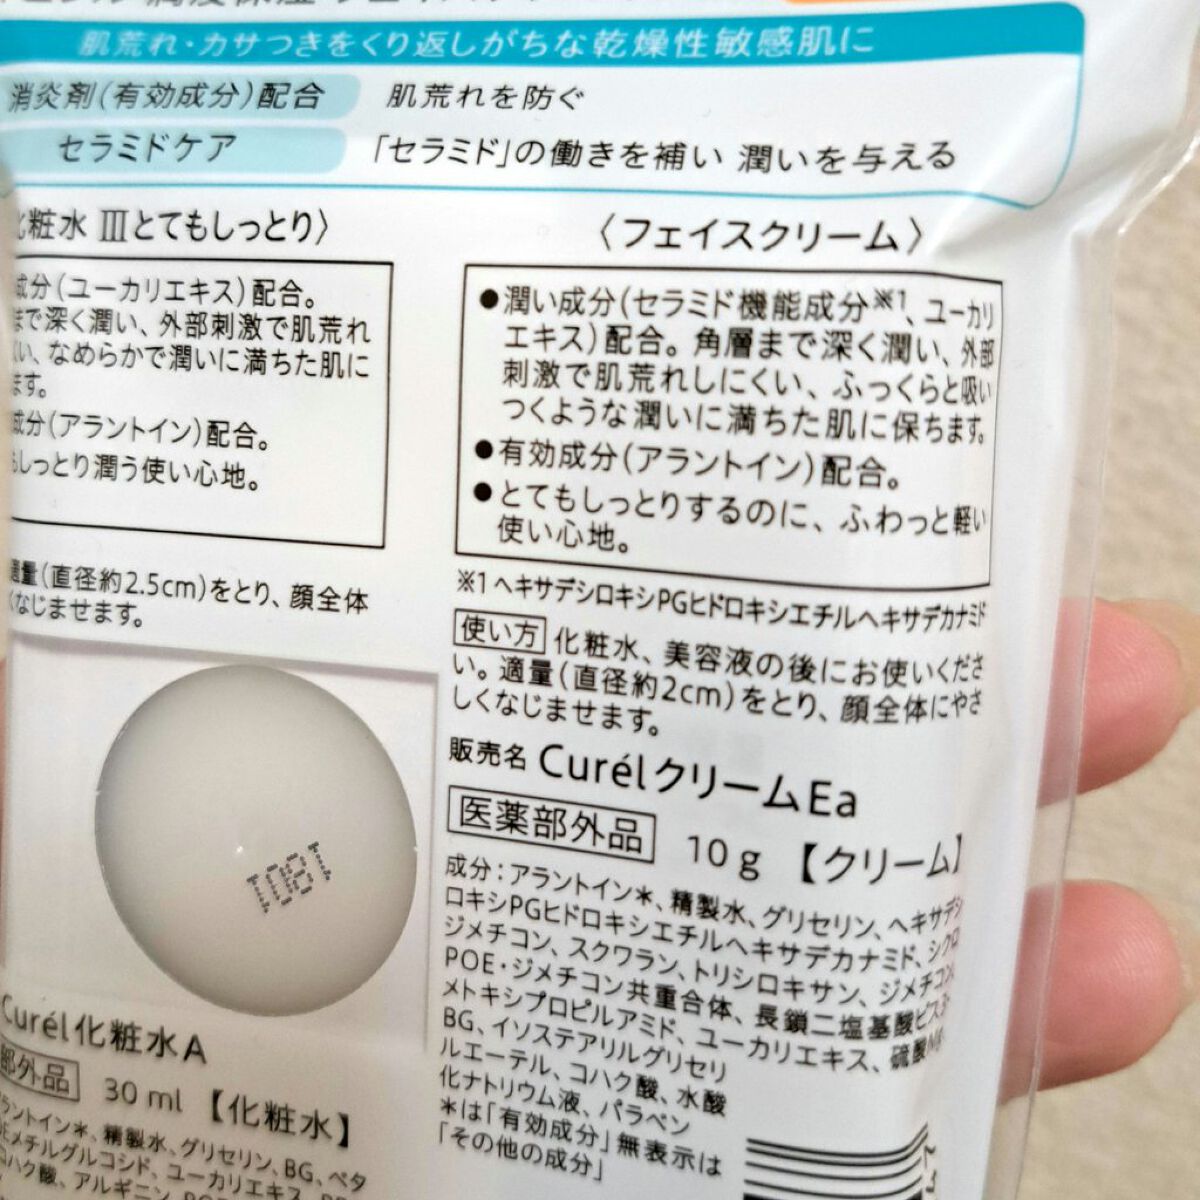 肌荒れ・カサつきをくり返しがちな乾燥性敏感肌に
消炎剤(有効成分)配合 肌荒れを防ぐ
セラミドケア 「セラミド」の働きを補い 潤いを与える
化粧水 Ⅲとてもしっとり〉
成分(ユーカリエキス)配合。
まで深く潤い、外部刺激で肌荒れ
くい、なめらかで潤いに満ちた肌に
ます。
成分(アラントイン)配合。
もしっとり潤う使い心地。
適量(直径約2.5cm)をとり、顔全体
くなじませます。
1081
Curél化粧水A
部外品 30ml 【化粧水】
ラントイン*、精製水、グリセリン、BG、ベタ
メチルグルコシド、ユーカリエキス
コハク酸、アルギニン
〈フェイスクリーム〉
●潤い成分(セラミド機能成分※1、ユーカリ
エキス)配合。角層まで深く潤い、外部
刺激で肌荒れしにくい、ふっくらと吸い
つくような潤いに満ちた肌に保ちます。
●有効成分(アラントイン)配合。
●とてもしっとりするのに、ふわっと軽い
使い心地。
※1 ヘキサデシロキシPGヒドロキシエチルヘキサデカナミド
使い方 化粧水、美容液の後にお使いくださ
い。適量(直径約2cm)をとり、顔全体にやさ
しくなじませます。
販売名 CurélクリームEa
医薬部外品 10g 【クリーム】
成分:アラントイン*、精製水、グリセリン、ヘキサデシ
ロキシPGヒドロキシエチルヘキサデカナミド、シクロ
ジメチコン、スクワラン、トリシロキサン、ジメチコン、
POE・ジメチコン共重合体、長鎖二塩基酸ビス3-
メトキシプロピルアミド、ユーカリエキス、硫酸Mg、
BG、イソステアリルグリセリ
ルエーテル、コハク酸、水酸
化ナトリウム液、パラベン
*は「有効成分」無表示は
「その他の成分」